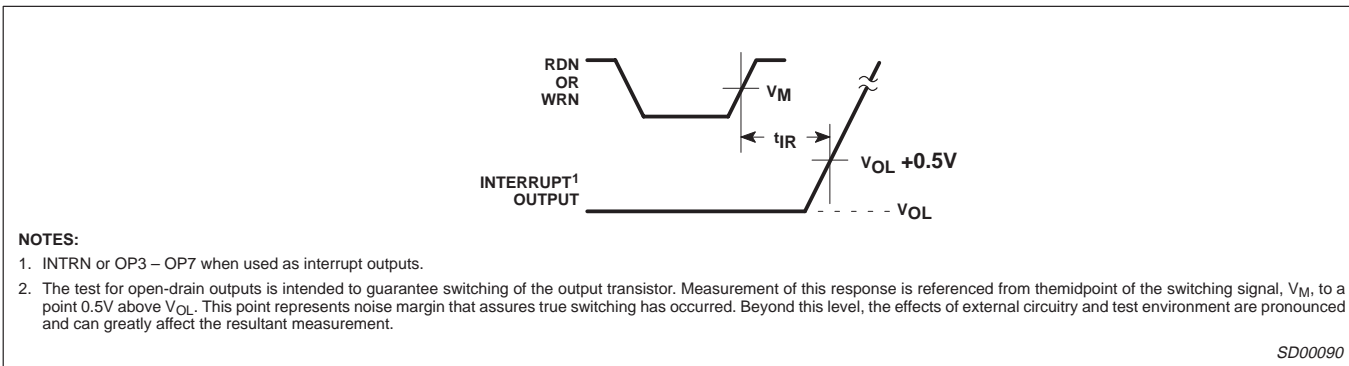 RDN
OR
WRN
VM
tIR
VOL +0.5V
INTERRUPT1
OUTPUT
VOL
NOTES:
1. INTRN or OP3 – OP7 when used as interrupt outputs.
2. The test for open-drain outputs is intended to guarantee switching of the output transistor. Measurement of this response is referenced from themidpoint of the switching signal, VM, to a
point 0.5V above VOL. This point represents noise margin that assures true switching has occurred. Beyond this level, the effects of external circuitry and test environment are pronounced
and can greatly affect the resultant measurement.
SD00090